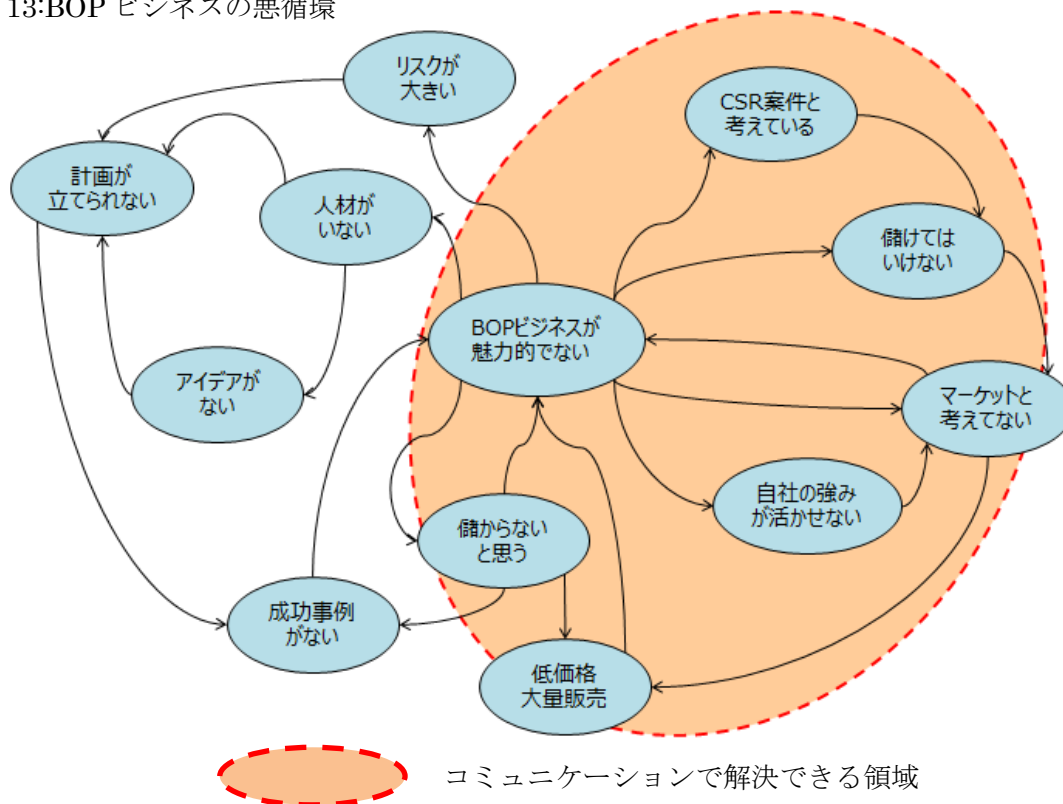 13:BOP ビジネスの悪循環
リスクが
大きい
CSR案件と
考えている
計画が
立てられない
人材が
いない
儲けては
いけない
BOPビジネスが
魅力的でない
アイデアが
ない
マーケットと
考えてない
自社の強み
が活かせない
儲からない
と思う
成功事例
がない
低価格
大量販売
コミュニケーションで解決できる領域